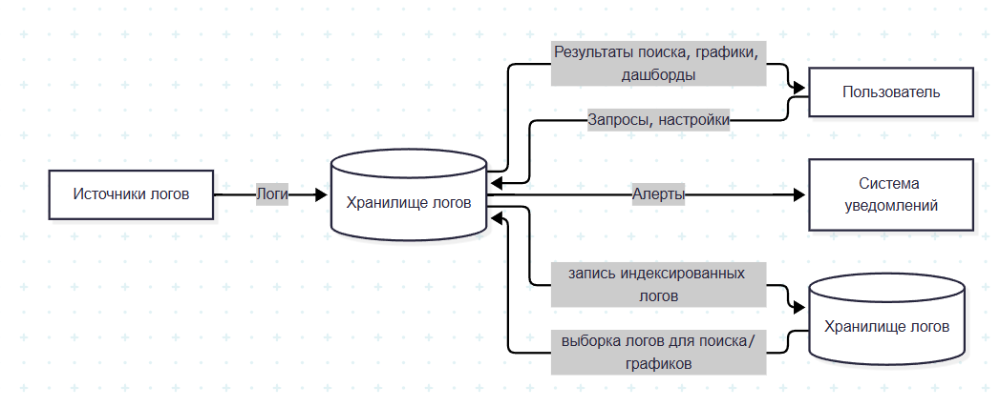 Результаты поиска, графики,
дашборды
Пользователь
Запросы, настройки
Источники логов
Логи
Хранилище логов
Алерты
Система
уведомлений
запись индексированных
логов
Хранилище логов
выборка логов для поиска/
графиков